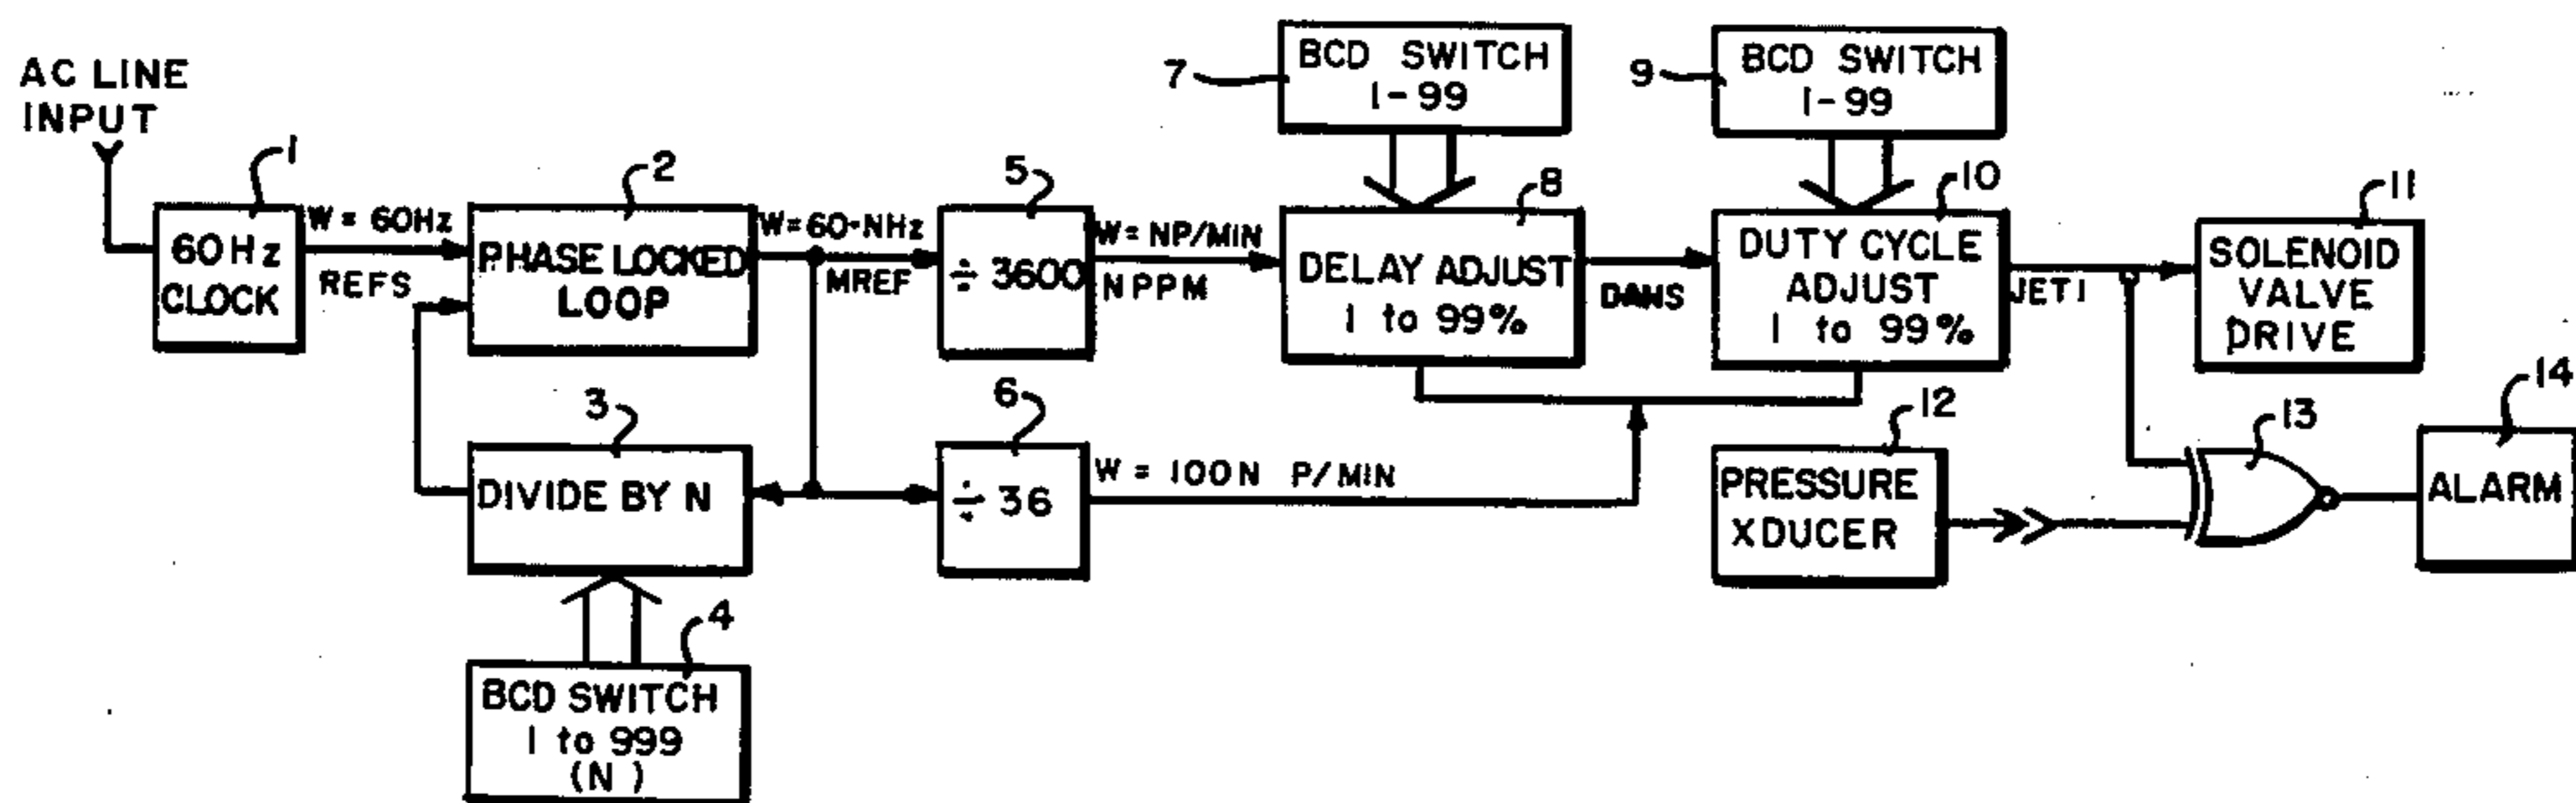 AC LINE
INPUT
1
60Hz
CLOCK
W = 60Hz
REFS
2
PHASE LOCKED
LOOP
W=60-NHz
MREF
3
DIVIDE BY N
4
BCD SWITCH
1 to 999
(N)
5
÷ 3600
W=NP/MIN
NPPM
6
÷ 36
W = 100N P/MIN
7
BCD SWITCH
1-99
8
DELAY ADJUST
1 to 99%
DANS
9
BCD SWITCH
1-99
10
DUTY CYCLE
ADJUST
1 to 99%
JET1
11
SOLENOID
VALVE
DRIVE
12
PRESSURE
XDUCER
13
14
ALARM